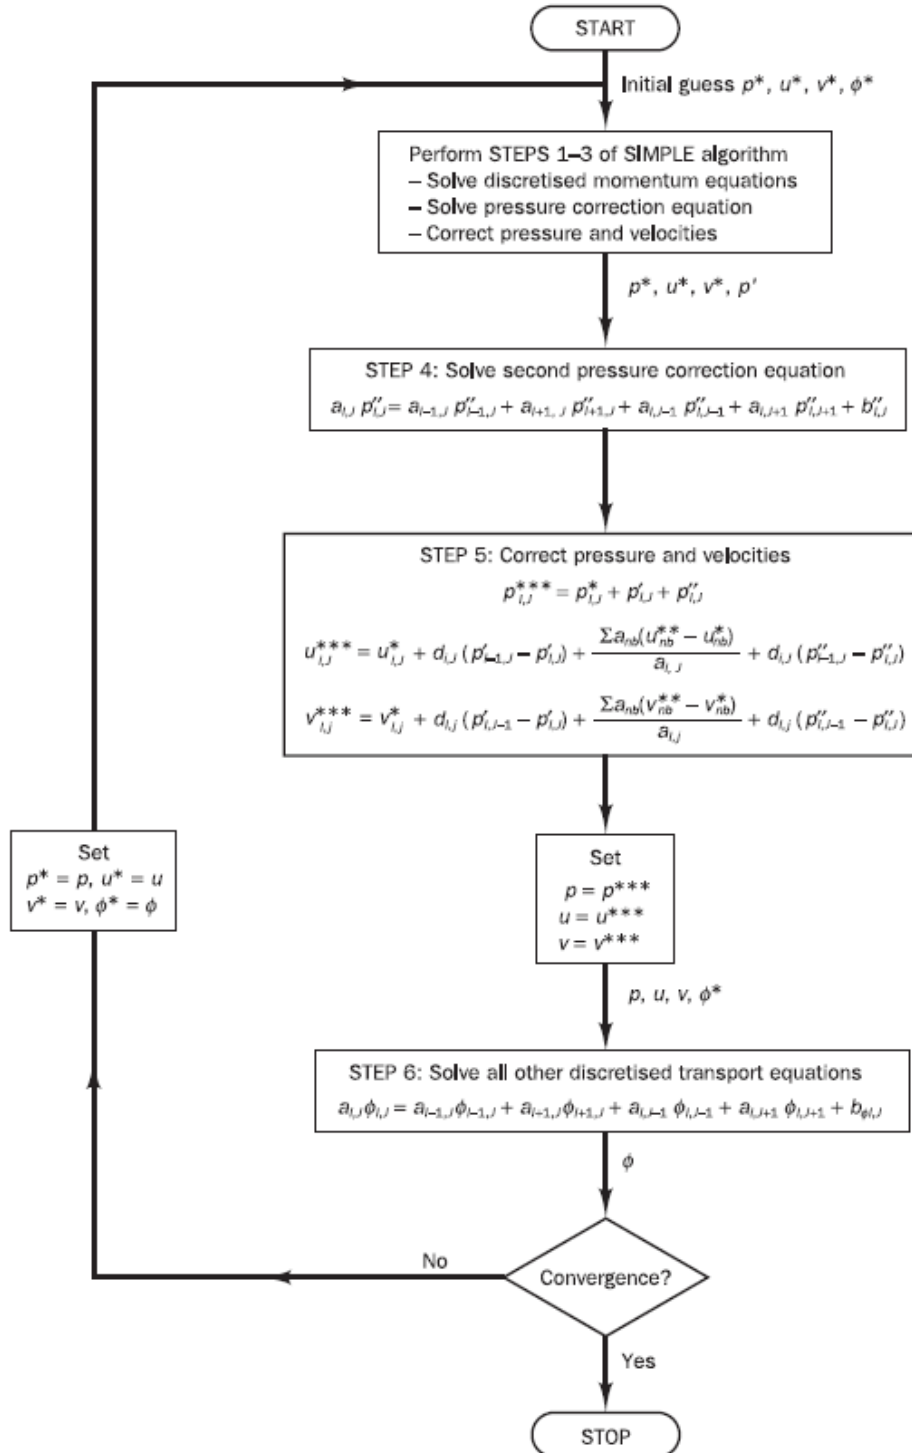 START
Initial guess p*, u*, v*, ϕ*
Perform STEPS 1–3 of SIMPLE algorithm
– Solve discretised momentum equations
– Solve pressure correction equation
– Correct pressure and velocities
p*, u*, v*, p′
STEP 4: Solve second pressure correction equation
a_{I,J} p″_{I,J} = a_{I–1,J} p″_{I–1,J} + a_{I+1,J} p″_{I+1,J} + a_{I,J–1} p″_{I,J–1} + a_{I,J+1} p″_{I,J+1} + b″_{I,J}
STEP 5: Correct pressure and velocities
p***_{I,J} = p*_{I,J} + p′_{I,J} + p″_{I,J}
u***_{i,J} = u*_{i,J} + d_{i,J} (p′_{I–1,J} – p′_{I,J}) + Σa_{nb}(u**_{nb} – u*_{nb}) / a_{i,J} + d_{i,J} (p″_{I–1,J} – p″_{I,J})
v***_{I,j} = v*_{I,j} + d_{I,j} (p′_{I,J–1} – p′_{I,J}) + Σa_{nb}(v**_{nb} – v*_{nb}) / a_{I,j} + d_{I,j} (p″_{I,J–1} – p″_{I,J})
Set
p* = p, u* = u
v* = v, ϕ* = ϕ
Set
p = p***
u = u***
v = v***
p, u, v, ϕ*
STEP 6: Solve all other discretised transport equations
a_{I,J}ϕ_{I,J} = a_{I–1,J}ϕ_{I–1,J} + a_{I+1,J}ϕ_{I+1,J} + a_{I,J–1} ϕ_{I,J–1} + a_{I,J+1} ϕ_{I,J+1} + b_{ϕI,J}
ϕ
No
Convergence?
Yes
STOP